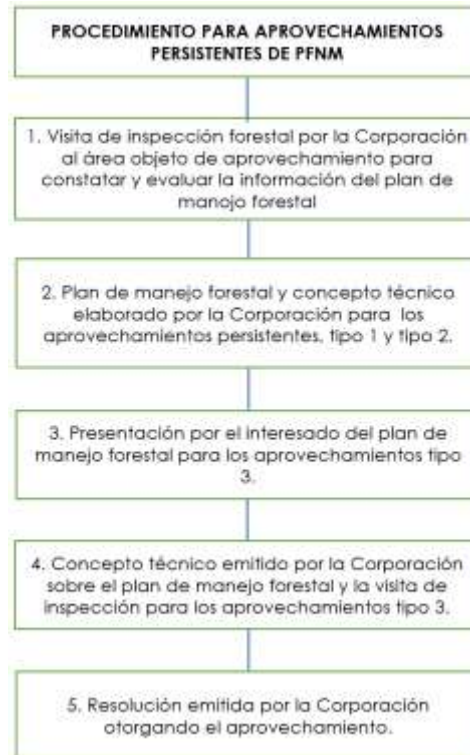 PROCEDIMIENTO PARA APROVECHAMIENTOS
PERSISTENTES DE PFNM
1. Visita de inspección forestal por la Corporación
al área objeto de aprovechamiento para
constatar y evaluar la información del plan de
manojo forestal
2. Plan de manejo forestal y concepto técnico
elaborado por la Corporación para los
aprovechamientos persistentes, tipo 1 y tipo 2.
3. Presentación por el interesado del plan de
manejo forestal para los aprovechamientos tipo
3.
4. Concepto técnico emitido por la Corporación
sobre el plan de manejo forestal y la visita de
inspección para los aprovechamientos tipo 3.
5. Resolución emitida por la Corporación
otorgando el aprovechamiento.